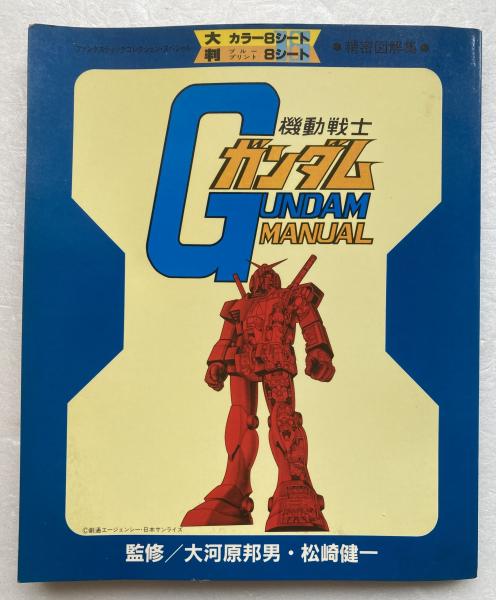 ファンタスティックコレクション・スペシャル
大判 カラー8シート
ブループリント 8シート
●精密図解集●
機動戦士
ガンダム
GUNDAM
MANUAL
©創通エージェンシー・日本サンライズ
監修／大河原邦男・松崎健一